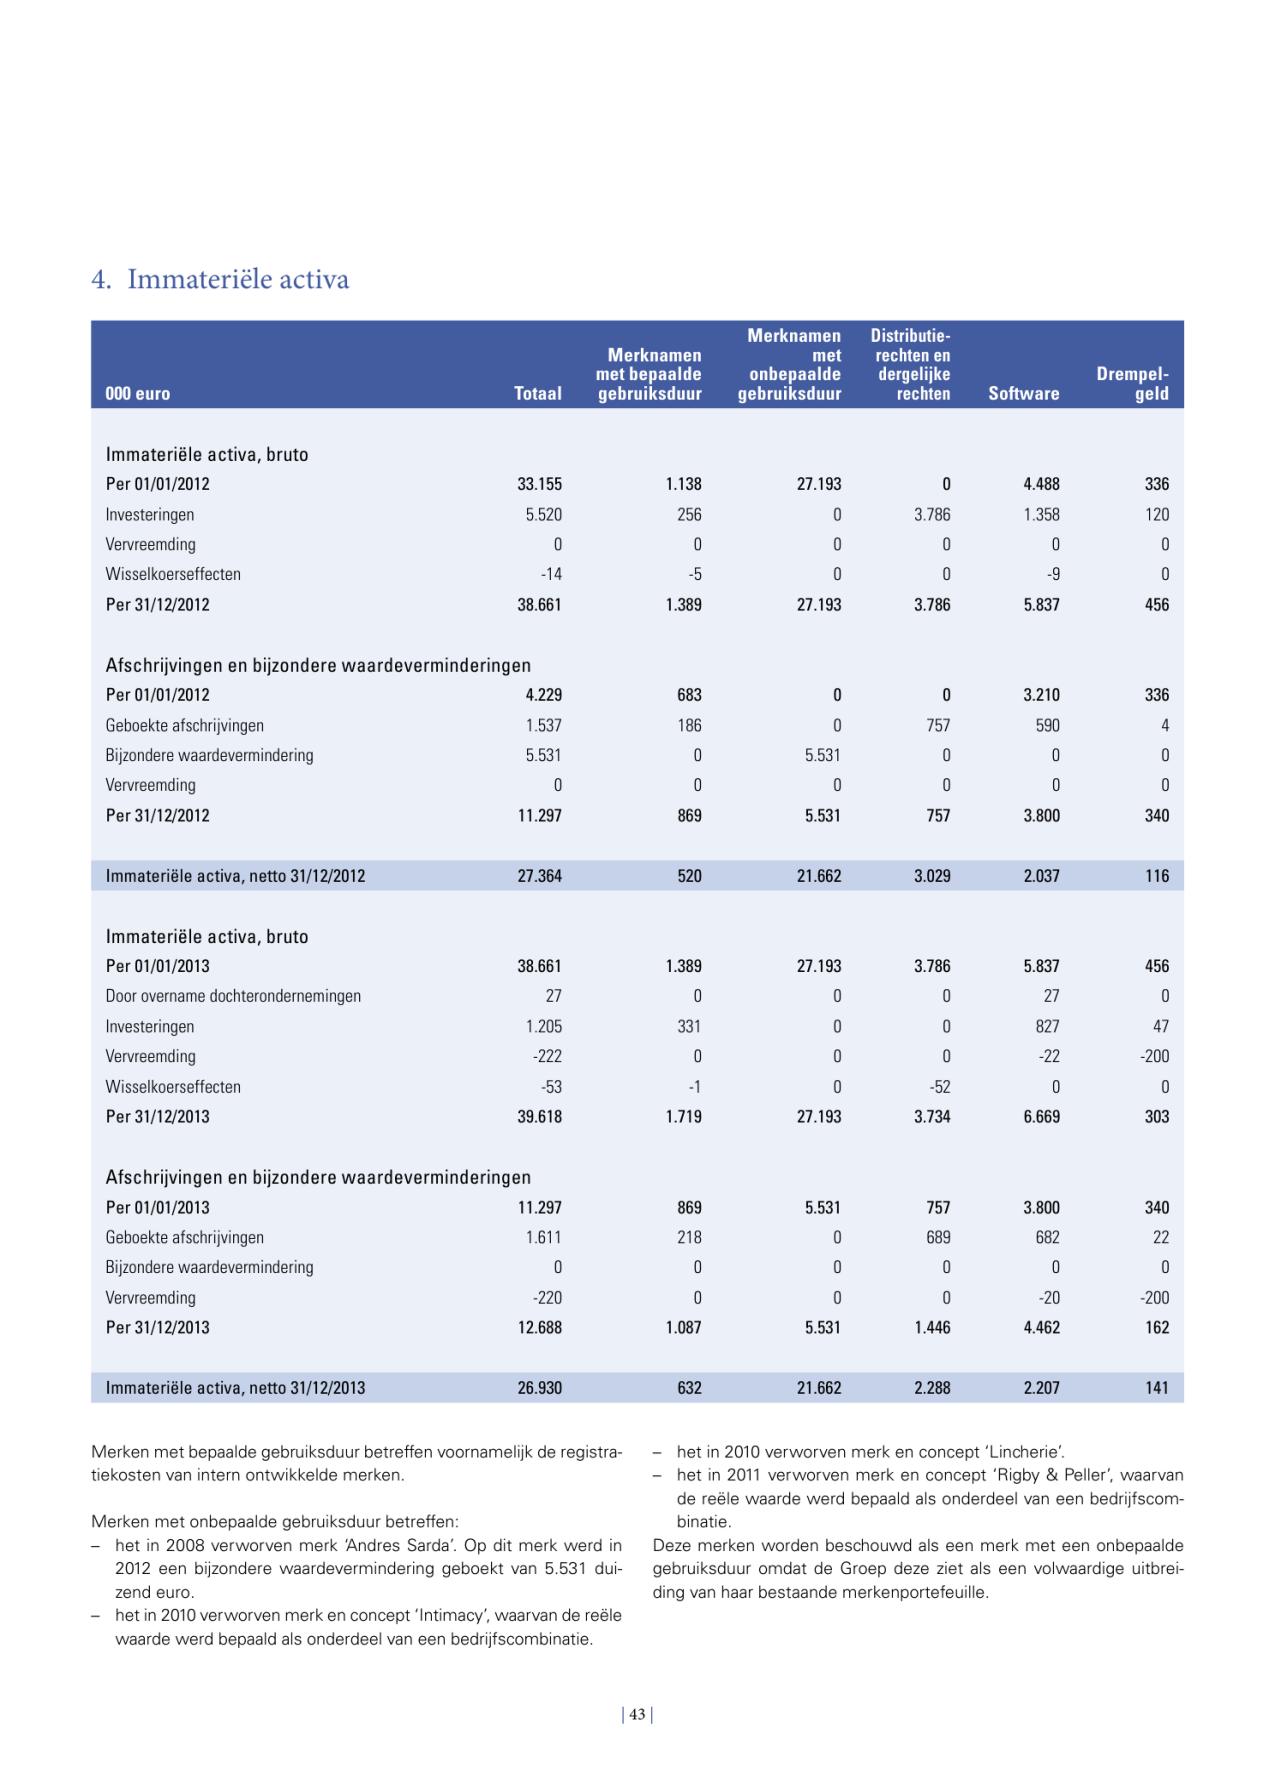 4. Immateriële activa
000 euro Totaal Merknamen met bepaalde gebruiksduur Merknamen met onbepaalde gebruiksduur Distributie- rechten en dergelijke rechten Software Drempel- geld
Immateriële activa, bruto
Per 01/01/2012 33.155 1.138 27.193 0 4.488 336
Investeringen 5.520 256 0 3.786 1.358 120
Vervreemding 0 0 0 0 0 0
Wisselkoerseffecten -14 -5 0 0 -9 0
Per 31/12/2012 38.661 1.389 27.193 3.786 5.837 456
Afschrijvingen en bijzondere waardeverminderingen
Per 01/01/2012 4.229 683 0 0 3.210 336
Geboekte afschrijvingen 1.537 186 0 757 590 4
Bijzondere waardevermindering 5.531 0 5.531 0 0 0
Vervreemding 0 0 0 0 0 0
Per 31/12/2012 11.297 869 5.531 757 3.800 340
Immateriële activa, netto 31/12/2012 27.364 520 21.662 3.029 2.037 116
Immateriële activa, bruto
Per 01/01/2013 38.661 1.389 27.193 3.786 5.837 456
Door overname dochterondernemingen 27 0 0 0 27 0
Investeringen 1.205 331 0 0 827 47
Vervreemding -222 0 0 0 -22 -200
Wisselkoerseffecten -53 -1 0 -52 0 0
Per 31/12/2013 39.618 1.719 27.193 3.734 6.669 303
Afschrijvingen en bijzondere waardeverminderingen
Per 01/01/2013 11.297 869 5.531 757 3.800 340
Geboekte afschrijvingen 1.611 218 0 689 682 22
Bijzondere waardevermindering 0 0 0 0 0 0
Vervreemding -220 0 0 0 -20 -200
Per 31/12/2013 12.688 1.087 5.531 1.446 4.462 162
Immateriële activa, netto 31/12/2013 26.930 632 21.662 2.288 2.207 141
Merken met bepaalde gebruiksduur betreffen voornamelijk de registra-
tiekosten van intern ontwikkelde merken.
Merken met onbepaalde gebruiksduur betreffen:
– het in 2008 verworven merk ‘Andres Sarda’. Op dit merk werd in
2012 een bijzondere waardevermindering geboekt van 5.531 dui-
zend euro.
– het in 2010 verworven merk en concept ‘Intimacy’, waarvan de reële
waarde werd bepaald als onderdeel van een bedrijfscombinatie.
– het in 2010 verworven merk en concept ‘Lincherie’.
– het in 2011 verworven merk en concept ‘Rigby & Peller’, waarvan
de reële waarde werd bepaald als onderdeel van een bedrijfscom-
binatie.
Deze merken worden beschouwd als een merk met een onbepaalde
gebruiksduur omdat de Groep deze ziet als een volwaardige uitbrei-
ding van haar bestaande merkenportefeuille.
| 43 |